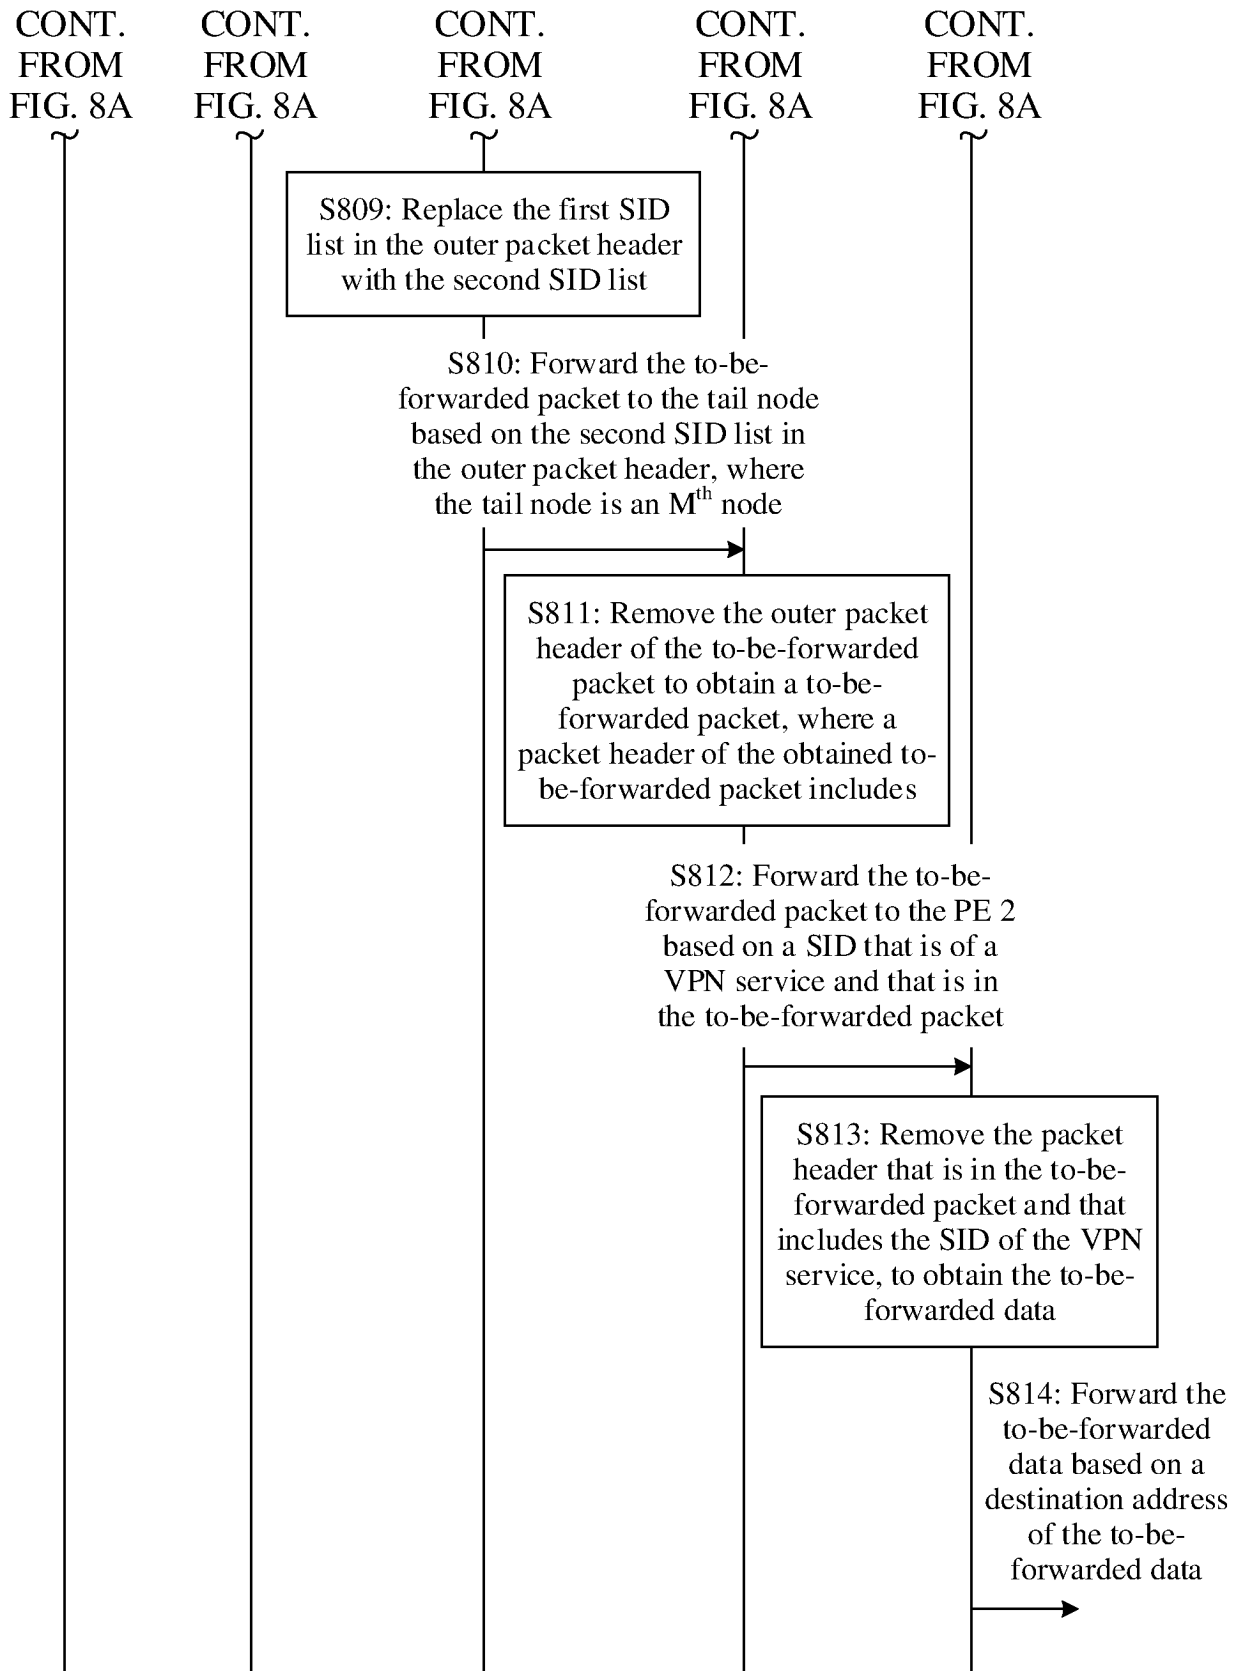 CONT. CONT. CONT. CONT. CONT.
FROM FROM FROM FROM FROM
FIG. 8A FIG. 8A FIG. 8A FIG. 8A FIG. 8A
S809: Replace the first SID
list in the outer packet header
with the second SID list
S810: Forward the to-be-
forwarded packet to the tail node
based on the second SID list in
the outer packet header, where
the tail node is an Mth node
S811: Remove the outer packet
header of the to-be-forwarded
packet to obtain a to-be-
forwarded packet, where a
packet header of the obtained to-
be-forwarded packet includes
S812: Forward the to-be-
forwarded packet to the PE 2
based on a SID that is of a
VPN service and that is in
the to-be-forwarded packet
S813: Remove the packet
header that is in the to-be-
forwarded packet and that
includes the SID of the VPN
service, to obtain the to-be-
forwarded data
S814: Forward the
to-be-forwarded
data based on a
destination address
of the to-be-
forwarded data